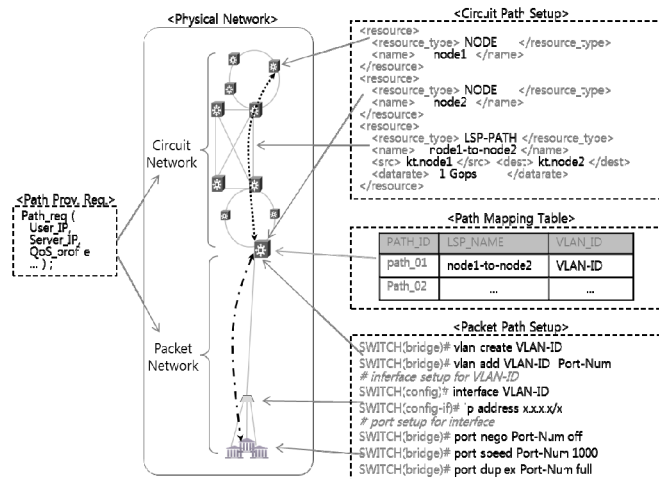 <Physical Network>
Circuit
Network
Packet
Network
<Path Prov. Req.>
Path_req (
User_IP,
Server_IP,
QoS_profile
... ) ;
<Circuit Path Setup>
<resource>
<resource_type> NODE </resource_type>
<name> node1 </name>
</resource>
<resource>
<resource_type> NODE </resource_type>
<name> node2 </name>
</resource>
<resource>
<resource_type> LSP-PATH </resource_type>
<name> node1-to-node2 </name>
<src> kt.node1 </src> <dest> kt.node2 </dest>
<datarate> 1 Gbps </datarate>
</resource>
<Path Mapping Table>
PATH_ID LSP_NAME VLAN_ID
path_01 node1-to-node2 VLAN-ID
Path_02 ... ...
<Packet Path Setup>
SWITCH(bridge)# vlan create VLAN-ID
SWITCH(bridge)# vlan add VLAN-ID Port-Num
# interface setup for VLAN-ID
SWITCH(config)# interface VLAN-ID
SWITCH(config-if)# ip address x.x.x.x/x
# port setup for interface
SWITCH(bridge)# port nego Port-Num off
SWITCH(bridge)# port speed Port-Num 1000
SWITCH(bridge)# port duplex Port-Num full